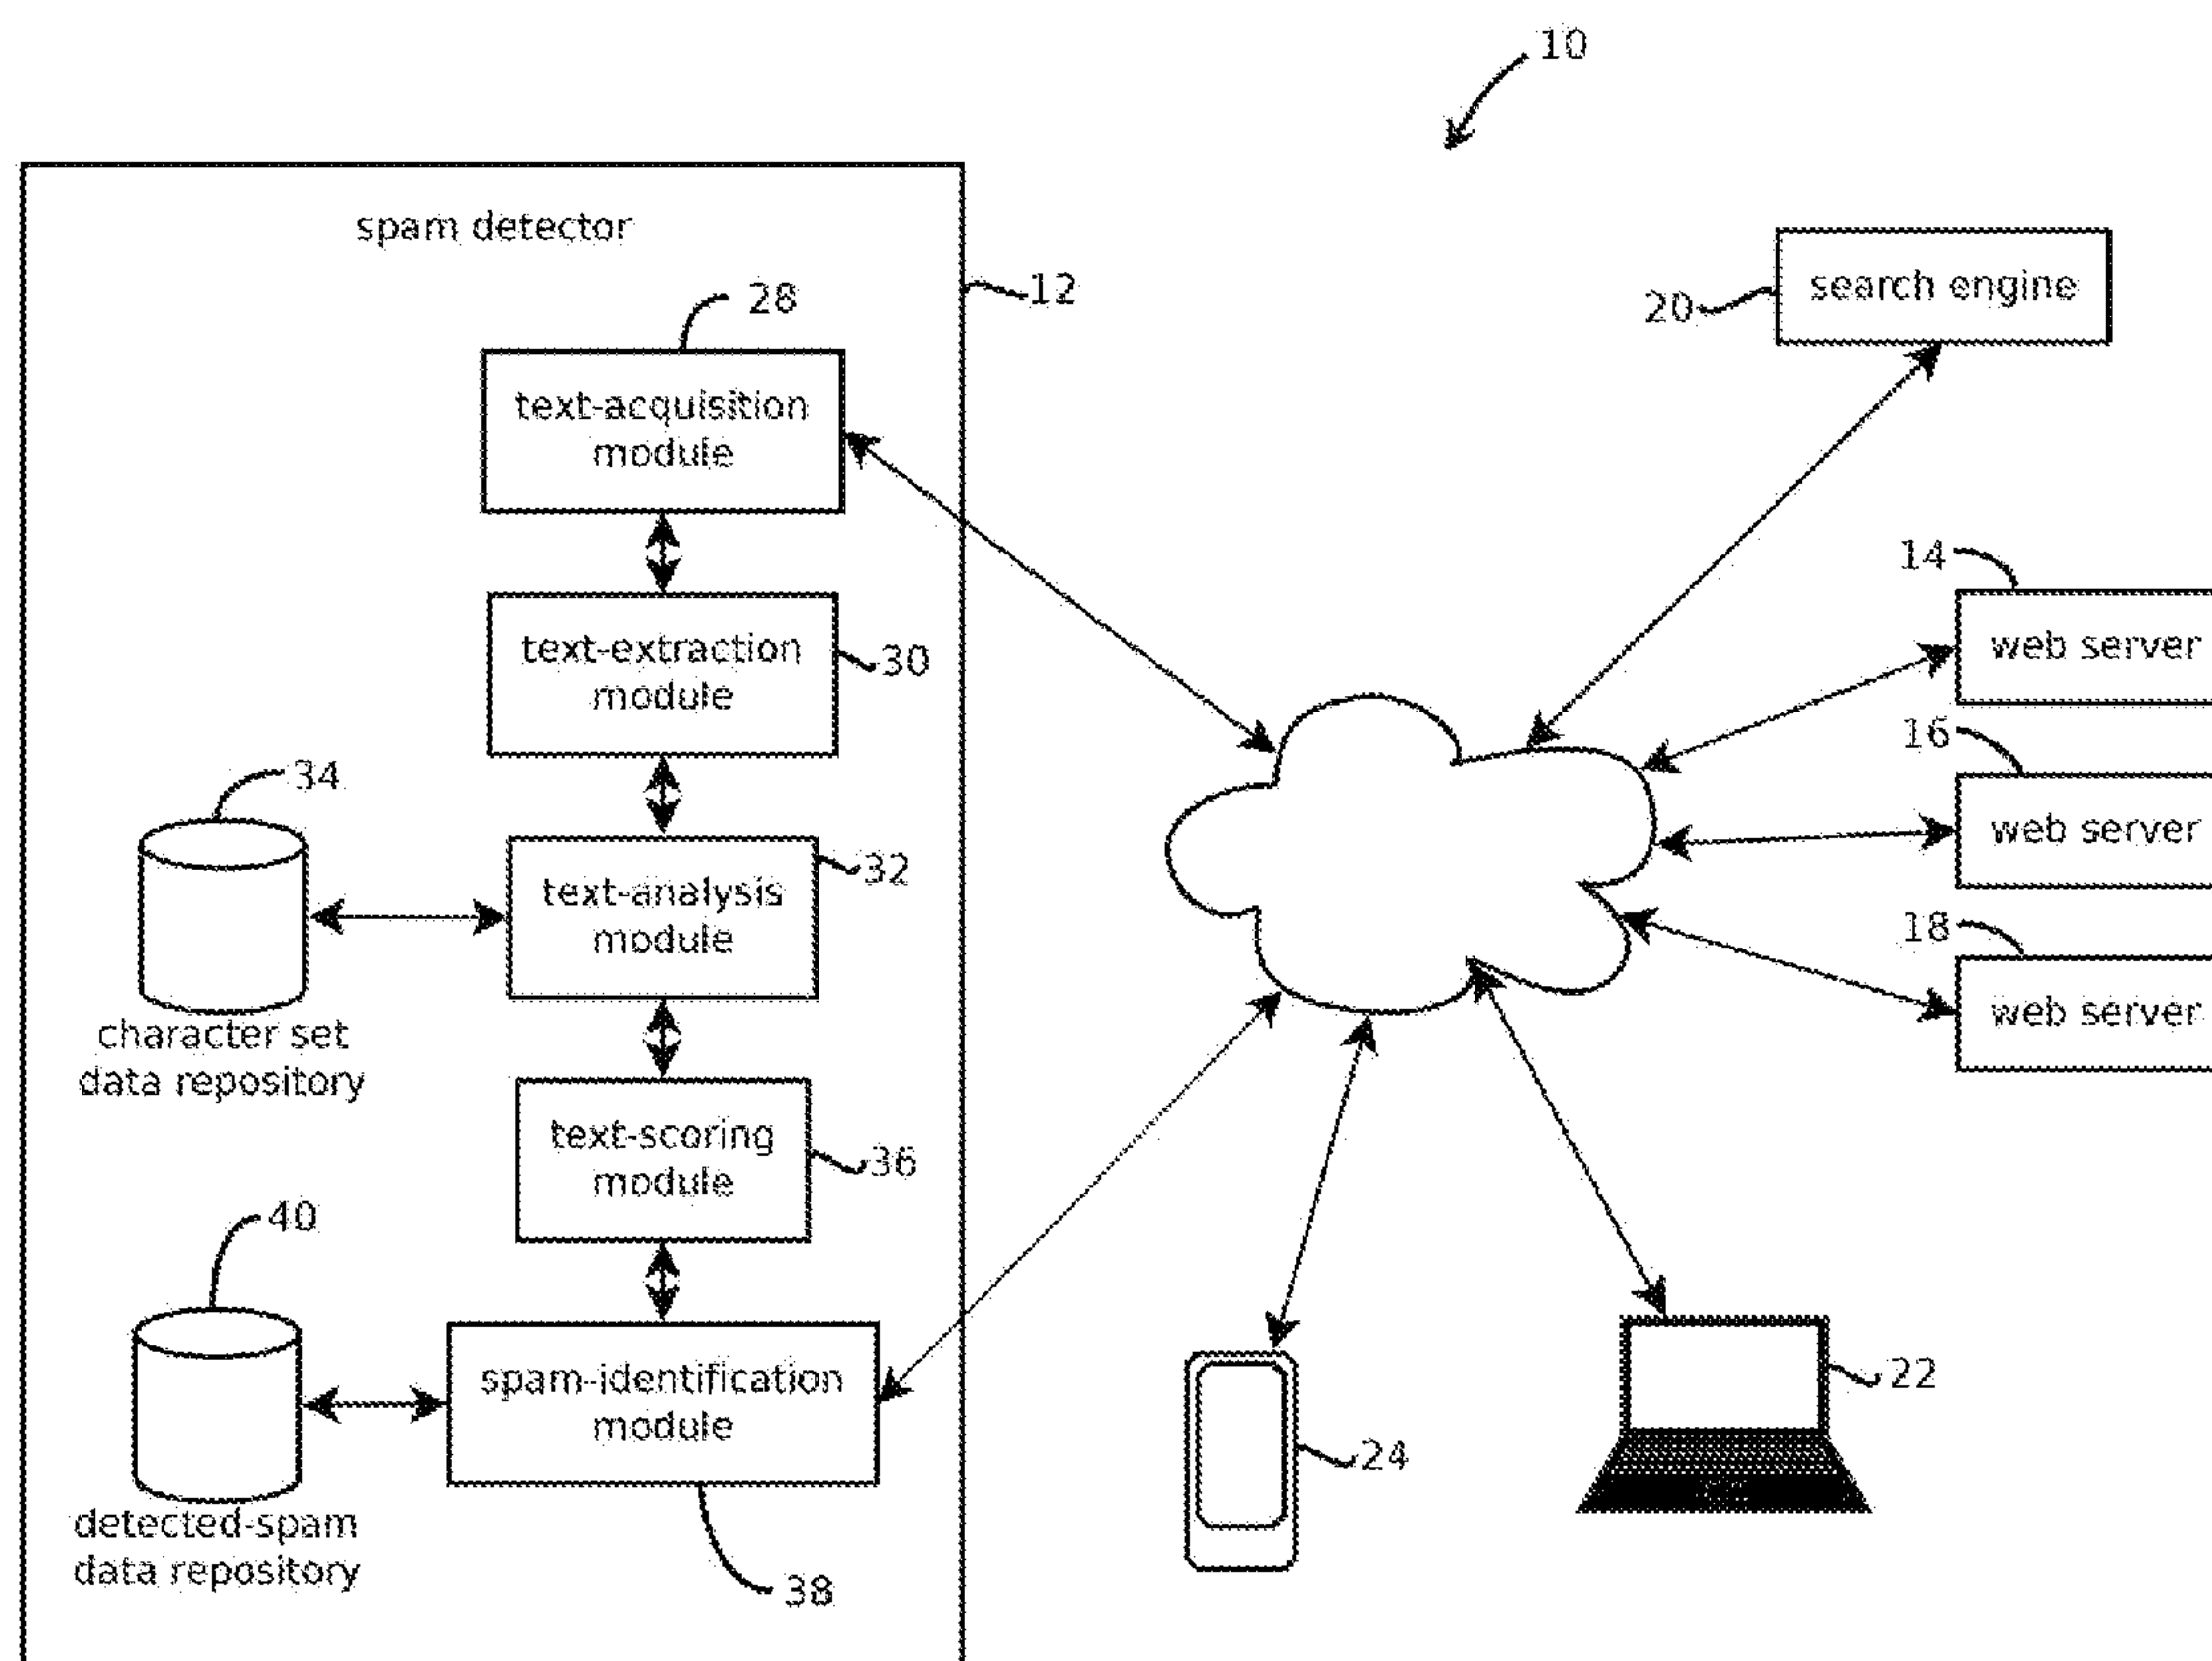 10
spam detector
12
28
text-acquisition
module
20
search engine
30
text-extraction
module
14
web server
16
web server
18
web server
34
character set
data repository
32
text-analysis
module
36
text-scoring
module
40
detected-spam
data repository
spam-identification
module
38
24
22